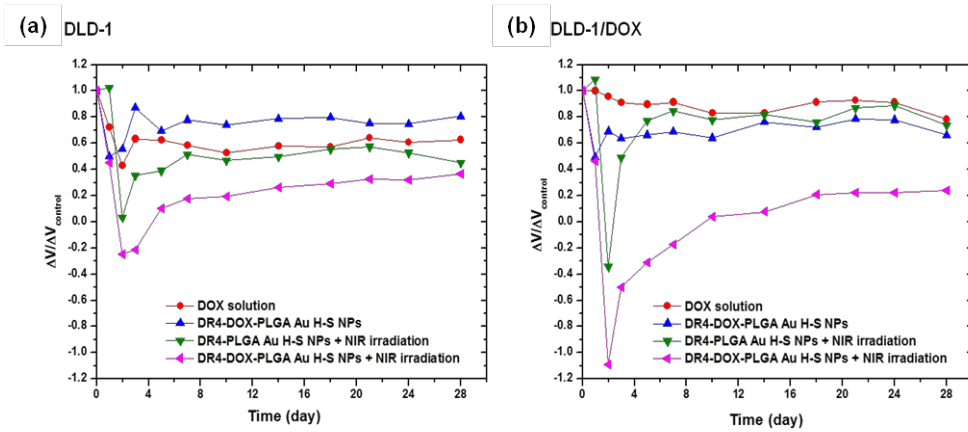 (a) DLD-1
1.2
1.0
0.8
0.6
0.4
0.2
0.0
-0.2
-0.4
-0.6
-0.8
-1.0
-1.2
ΔV/ΔVcontrol
DOX solution
DR4-DOX-PLGA Au H-S NPs
DR4-PLGA Au H-S NPs + NIR irradiation
DR4-DOX-PLGA Au H-S NPs + NIR irradiation
0 4 8 12 16 20 24 28
Time (day)
(b) DLD-1/DOX
1.2
1.0
0.8
0.6
0.4
0.2
0.0
-0.2
-0.4
-0.6
-0.8
-1.0
-1.2
ΔV/ΔVcontrol
DOX solution
DR4-DOX-PLGA Au H-S NPs
DR4-PLGA Au H-S NPs + NIR irradiation
DR4-DOX-PLGA Au H-S NPs + NIR irradiation
0 4 8 12 16 20 24 28
Time (day)